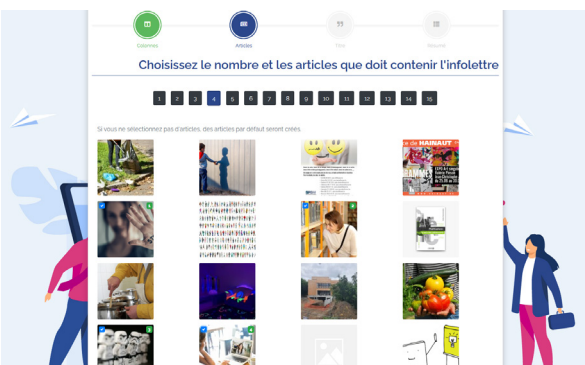 Colonnes
Articles
Titre
Résumé
Choisissez le nombre et les articles que doit contenir l'infolettre
1 2 3 4 5 6 7 8 9 10 11 12 13 14 15
Si vous ne sélectionnez pas d'articles, des articles par défaut seront créés.
ce de HAINAUT